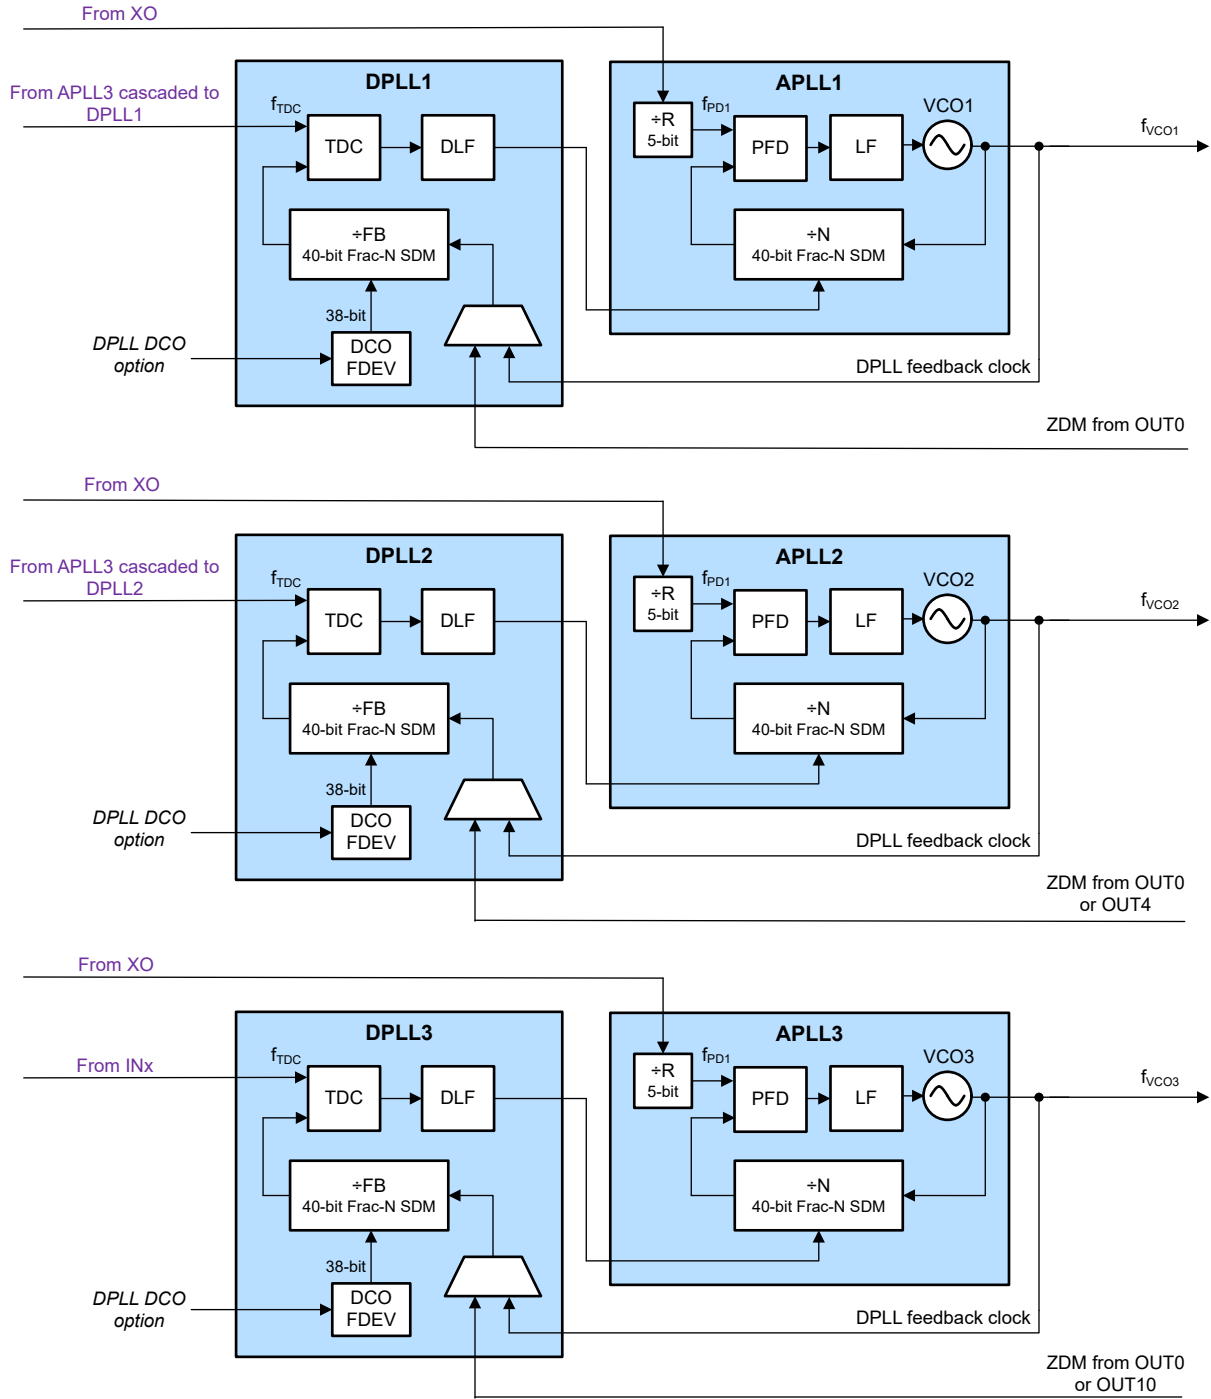 From XO
DPLL1
APLL1
From APLL3 cascaded to
DPLL1
fTDC
fPD1
VCO1
fVCO1
÷R
5-bit
TDC
DLF
PFD
LF
÷FB
40-bit Frac-N SDM
÷N
40-bit Frac-N SDM
38-bit
DPLL DCO
option
DCO
FDEV
DPLL feedback clock
ZDM from OUT0
From XO
DPLL2
APLL2
From APLL3 cascaded to
DPLL2
fTDC
fPD1
VCO2
fVCO2
÷R
5-bit
TDC
DLF
PFD
LF
÷FB
40-bit Frac-N SDM
÷N
40-bit Frac-N SDM
38-bit
DPLL DCO
option
DCO
FDEV
DPLL feedback clock
ZDM from OUT0
or OUT4
From XO
DPLL3
APLL3
From INx
fTDC
fPD1
VCO3
fVCO3
÷R
5-bit
TDC
DLF
PFD
LF
÷FB
40-bit Frac-N SDM
÷N
40-bit Frac-N SDM
38-bit
DPLL DCO
option
DCO
FDEV
DPLL feedback clock
ZDM from OUT0
or OUT10